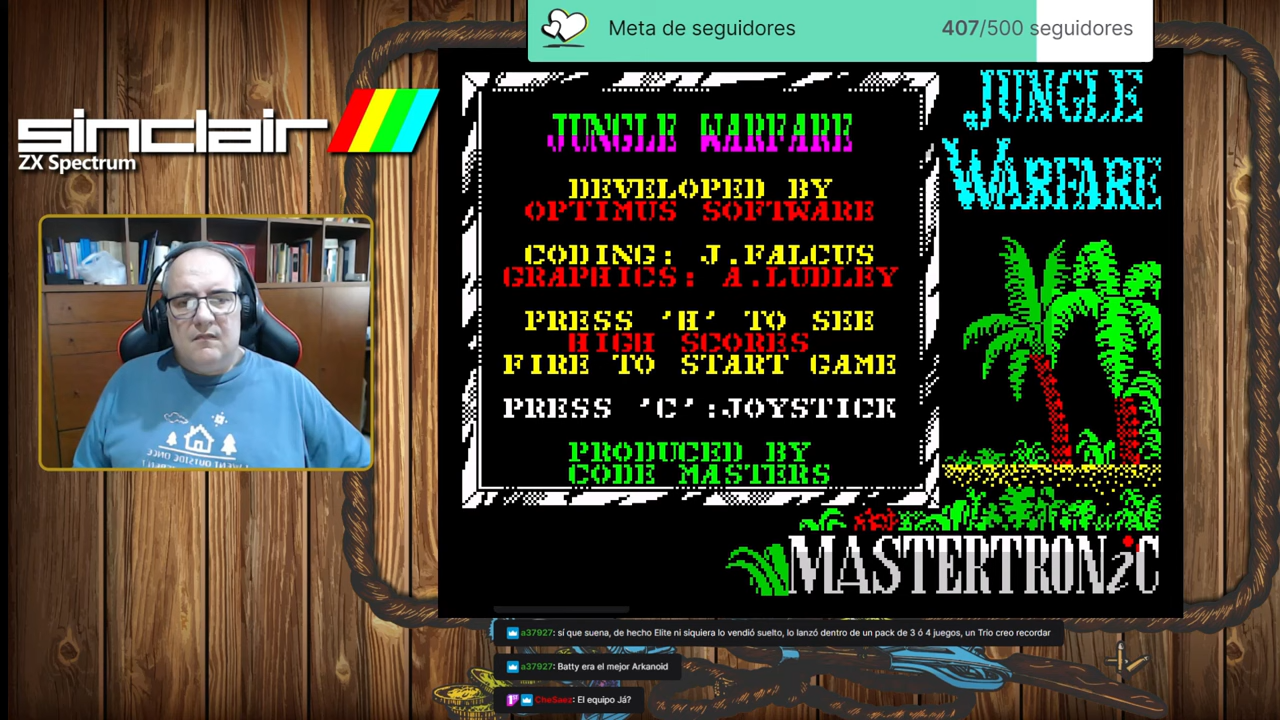 Meta de seguidores
407/500 seguidores
sinclair
ZX Spectrum
JUNGLE WARFARE
DEVELOPED BY
OPTIMUS SOFTWARE
CODING: J.FALCUS
GRAPHICS: A.LUDLEY
PRESS 'H' TO SEE
HIGH SCORES
FIRE TO START GAME
PRESS 'C':JOYSTICK
PRODUCED BY
CODE MASTERS
JUNGLE
WARFARE
MASTERTRONiC
I WENT OUTSIDE ONCE
a37927: sí que suena, de hecho Elite ni siquiera lo vendió suelto, lo lanzó dentro de un pack de 3 ó 4 juegos, un Trio creo recordar
a37927: Batty era el mejor Arkanoid
CheSaez: El equipo Já?